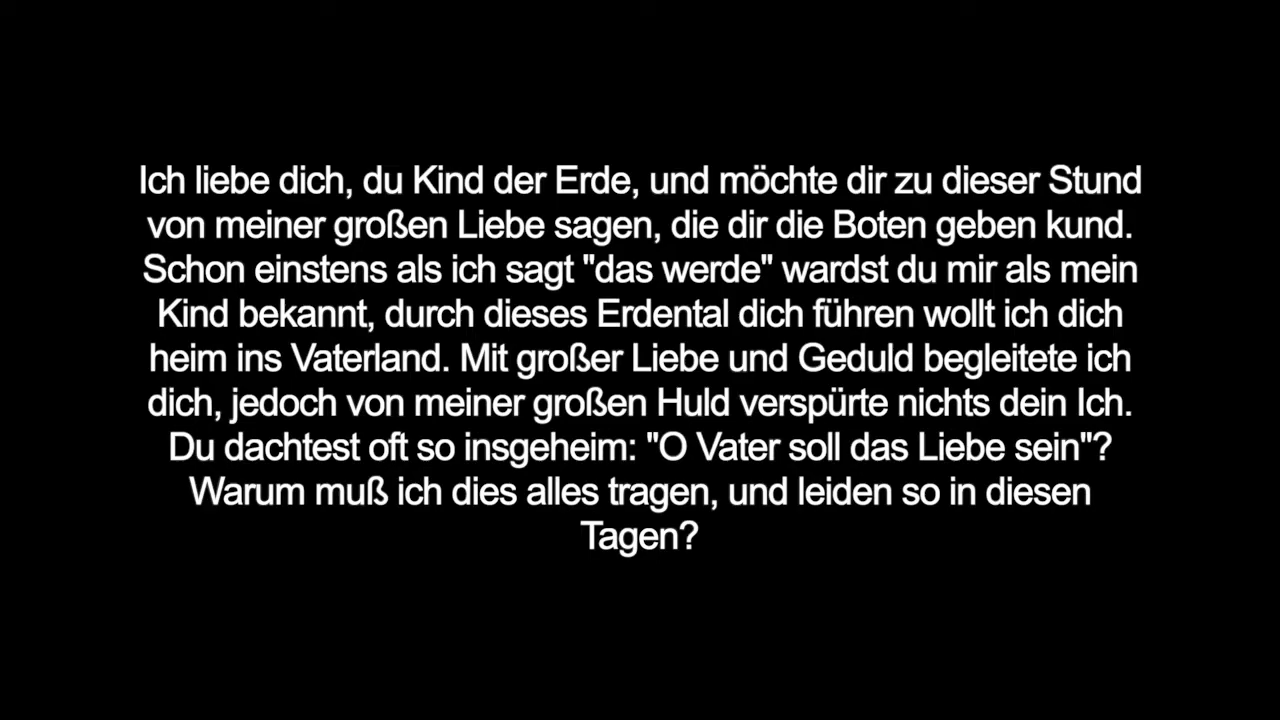 Ich liebe dich, du Kind der Erde, und möchte dir zu dieser Stund
von meiner großen Liebe sagen, die dir die Boten geben kund.
Schon einstens als ich sagt "das werde" wardst du mir als mein
Kind bekannt, durch dieses Erdental dich führen wollt ich dich
heim ins Vaterland. Mit großer Liebe und Geduld begleitete ich
dich, jedoch von meiner großen Huld verspürte nichts dein Ich.
Du dachtest oft so insgeheim: "O Vater soll das Liebe sein"?
Warum muß ich dies alles tragen, und leiden so in diesen
Tagen?